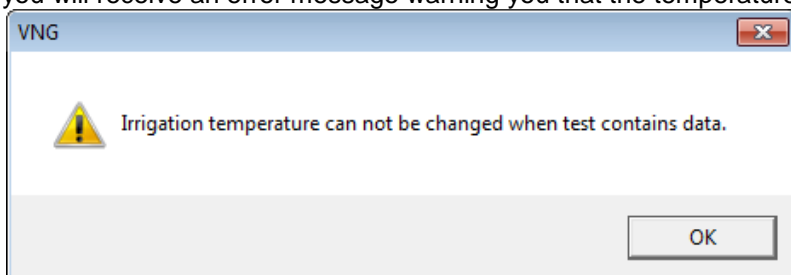 you will receive an error message warning you that the temperature
VNG
Irrigation temperature can not be changed when test contains data.
OK